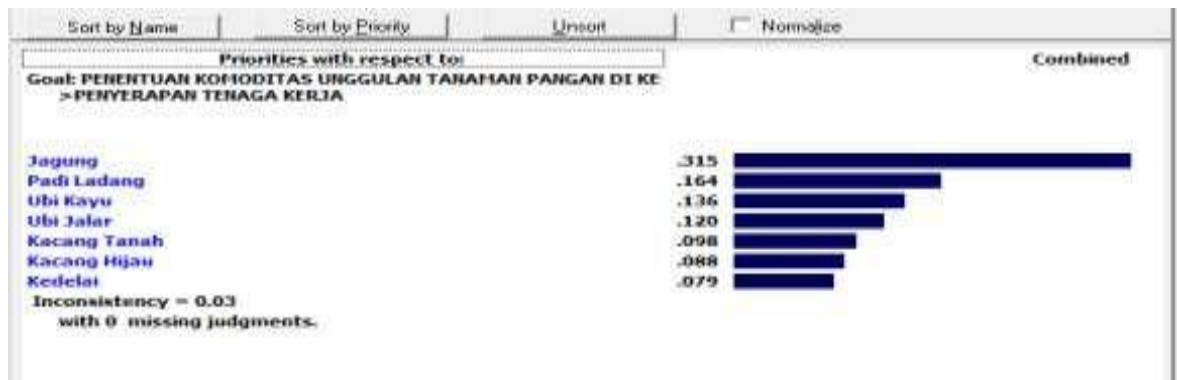 Sort by Name Sort by Priority Unsort Normalize
Priorities with respect to: Combined
Goal: PENENTUAN KOMODITAS UNGGULAN TANAMAN PANGAN DI KE
>PENYERAPAN TENAGA KERJA
Jagung .315
Padi Ladang .164
Ubi Kayu .136
Ubi Jalar .120
Kacang Tanah .098
Kacang Hijau .088
Kedelai .079
Inconsistency = 0.03
with 0 missing judgments.